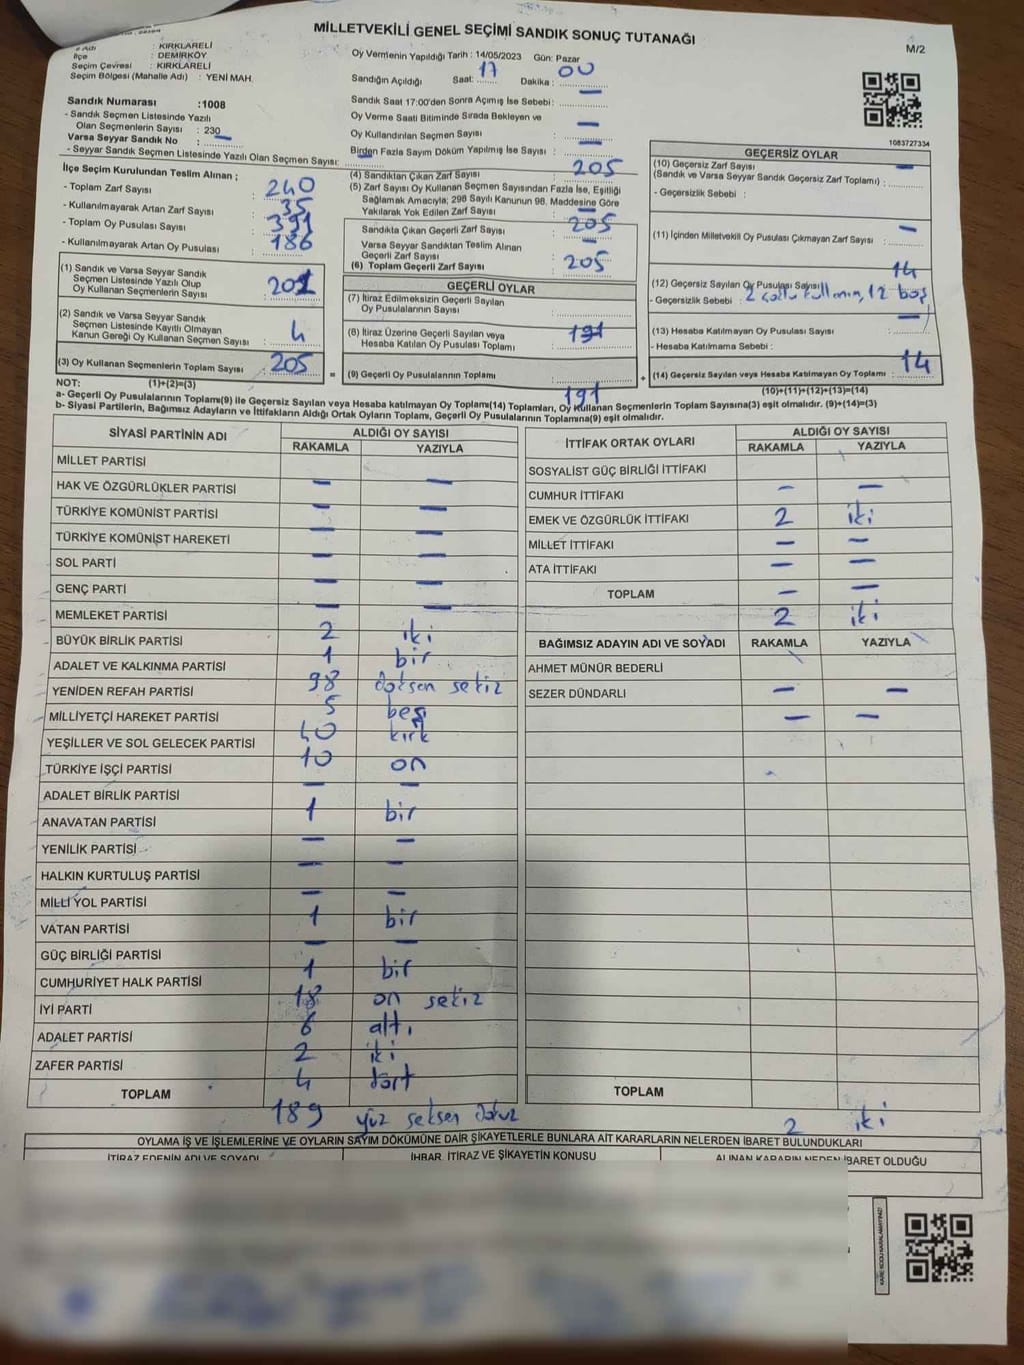 MİLLETVEKİLİ GENEL SEÇİMİ SANDIK SONUÇ TUTANAĞI
M/2
: KIRKLARELİ
İlçe : DEMİRKÖY
Seçim Çevresi : KIRKLARELİ
Seçim Bölgesi (Mahalle Adı) : YENİ MAH.
Oy Vermenin Yapıldığı Tarih : 14/05/2023 Gün: Pazar
Sandığın Açıldığı Saat: 17 Dakika : 00
Sandık Saat 17:00'den Sonra Açımış İse Sebebi: —
Oy Verme Saati Bitiminde Sırada Bekleyen ve
Oy Kullandırılan Seçmen Sayısı : —
Birden Fazla Sayım Döküm Yapılmış İse Sayısı : —
Sandık Numarası :1008
- Sandık Seçmen Listesinde Yazılı
Olan Seçmenlerin Sayısı : 230
Varsa Seyyar Sandık No : —
- Seyyar Sandık Seçmen Listesinde Yazılı Olan Seçmen Sayısı: —
1083727334
İlçe Seçim Kurulundan Teslim Alınan ;
- Toplam Zarf Sayısı : 240
- Kullanılmayarak Artan Zarf Sayısı : 35
- Toplam Oy Pusulası Sayısı : 391
- Kullanılmayarak Artan Oy Pusulası : 186
(1) Sandık ve Varsa Seyyar Sandık
Seçmen Listesinde Yazılı Olup
Oy Kullanan Seçmenlerin Sayısı : 201
(2) Sandık ve Varsa Seyyar Sandık
Seçmen Listesinde Kayıtlı Olmayan
Kanun Gereği Oy Kullanan Seçmen Sayısı : 4
(3) Oy Kullanan Seçmenlerin Toplam Sayısı : 205
(4) Sandıktan Çıkan Zarf Sayısı : 205
(5) Zarf Sayısı Oy Kullanan Seçmen Sayısından Fazla İse, Eşitliği
Sağlamak Amacıyla; 298 Sayılı Kanunun 98. Maddesine Göre
Yakılarak Yok Edilen Zarf Sayısı : —
Sandıkta Çıkan Geçerli Zarf Sayısı : 205
Varsa Seyyar Sandıktan Teslim Alınan
Geçerli Zarf Sayısı : —
(6) Toplam Geçerli Zarf Sayısı : 205
GEÇERLİ OYLAR
(7) İtiraz Edilmeksizin Geçerli Sayılan
Oy Pusulalarının Sayısı :
(8) İtiraz Üzerine Geçerli Sayılan veya
Hesaba Katılan Oy Pusulası Toplamı : 191
(9) Geçerli Oy Pusulalarının Toplamı : 191
GEÇERSİZ OYLAR
(10) Geçersiz Zarf Sayısı —
(Sandık ve Varsa Seyyar Sandık Geçersiz Zarf Toplamı) :
- Geçersizlik Sebebi :
(11) İçinden Milletvekili Oy Pusulası Çıkmayan Zarf Sayısı : —
(12) Geçersiz Sayılan Oy Pusulası Sayısı : 14
- Geçersizlik Sebebi : 2 çoklu kullanım, 12 boş
(13) Hesaba Katılmayan Oy Pusulası Sayısı : —
- Hesaba Katılmama Sebebi :
(14) Geçersiz Sayılan veya Hesaba Katılmayan Oy Pusulası Toplamı : 14
NOT: (1)+(2)=(3) (10)+(11)+(12)+(13)=(14)
a- Geçerli Oy Pusulalarının Toplamı(9) ile Geçersiz Sayılan veya Hesaba Katılmayan Oy Pusulası Toplamı(14) Toplamları, Oy Kullanan Seçmenlerin Toplam Sayısına(3) eşit olmalıdır. (9)+(14)=(3)
b- Siyasi Partilerin, Bağımsız Adayların ve İttifakların Aldığı Ortak Oyların Toplamı, Geçerli Oy Pusulalarının Toplamına(9) eşit olmalıdır.
SİYASİ PARTİNİN ADI ALDIĞI OY SAYISI
RAKAMLA YAZIYLA
MİLLET PARTİSİ — —
HAK VE ÖZGÜRLÜKLER PARTİSİ — —
TÜRKİYE KOMÜNİST PARTİSİ — —
TÜRKİYE KOMÜNİST HAREKETİ — —
SOL PARTİ — —
GENÇ PARTİ — —
MEMLEKET PARTİSİ 2 iki
BÜYÜK BİRLİK PARTİSİ 1 bir
ADALET VE KALKINMA PARTİSİ 98 doksen sekiz
YENİDEN REFAH PARTİSİ 5 beş
MİLLİYETÇİ HAREKET PARTİSİ 40 kırk
YEŞİLLER VE SOL GELECEK PARTİSİ 10 on
TÜRKİYE İŞÇİ PARTİSİ — —
ADALET BİRLİK PARTİSİ 1 bir
ANAVATAN PARTİSİ — —
YENİLİK PARTİSİ — —
HALKIN KURTULUŞ PARTİSİ — —
MİLLİ YOL PARTİSİ 1 bir
VATAN PARTİSİ — —
GÜÇ BİRLİĞİ PARTİSİ 1 bir
CUMHURİYET HALK PARTİSİ 18 on sekiz
İYİ PARTİ 6 altı
ADALET PARTİSİ 2 iki
ZAFER PARTİSİ 4 dört
TOPLAM 189 yüz seksen dokuz
İTTİFAK ORTAK OYLARI ALDIĞI OY SAYISI
RAKAMLA YAZIYLA
SOSYALİST GÜÇ BİRLİĞİ İTTİFAKI — —
CUMHUR İTTİFAKI 2 iki
EMEK VE ÖZGÜRLÜK İTTİFAKI — —
MİLLET İTTİFAKI — —
ATA İTTİFAKI — —
TOPLAM 2 iki
BAĞIMSIZ ADAYIN ADI VE SOYADI RAKAMLA YAZIYLA
AHMET MÜNÜR BEDERLİ — —
SEZER DÜNDARLI — —
TOPLAM 2 iki
OYLAMA İŞ VE İŞLEMLERİNE VE OYLARIN SAYIM DÖKÜMÜNE DAİR ŞİKAYETLERLE BUNLARA AİT KARARLARIN NELERDEN İBARET BULUNDUKLARI
İTİRAZ EDENİN ADI VE SOYADI İHBAR, İTİRAZ VE ŞİKAYETİN KONUSU ALINAN KARARIN NEDEN İBARET OLDUĞU
KARE KODU KARALAMAYINIZ!